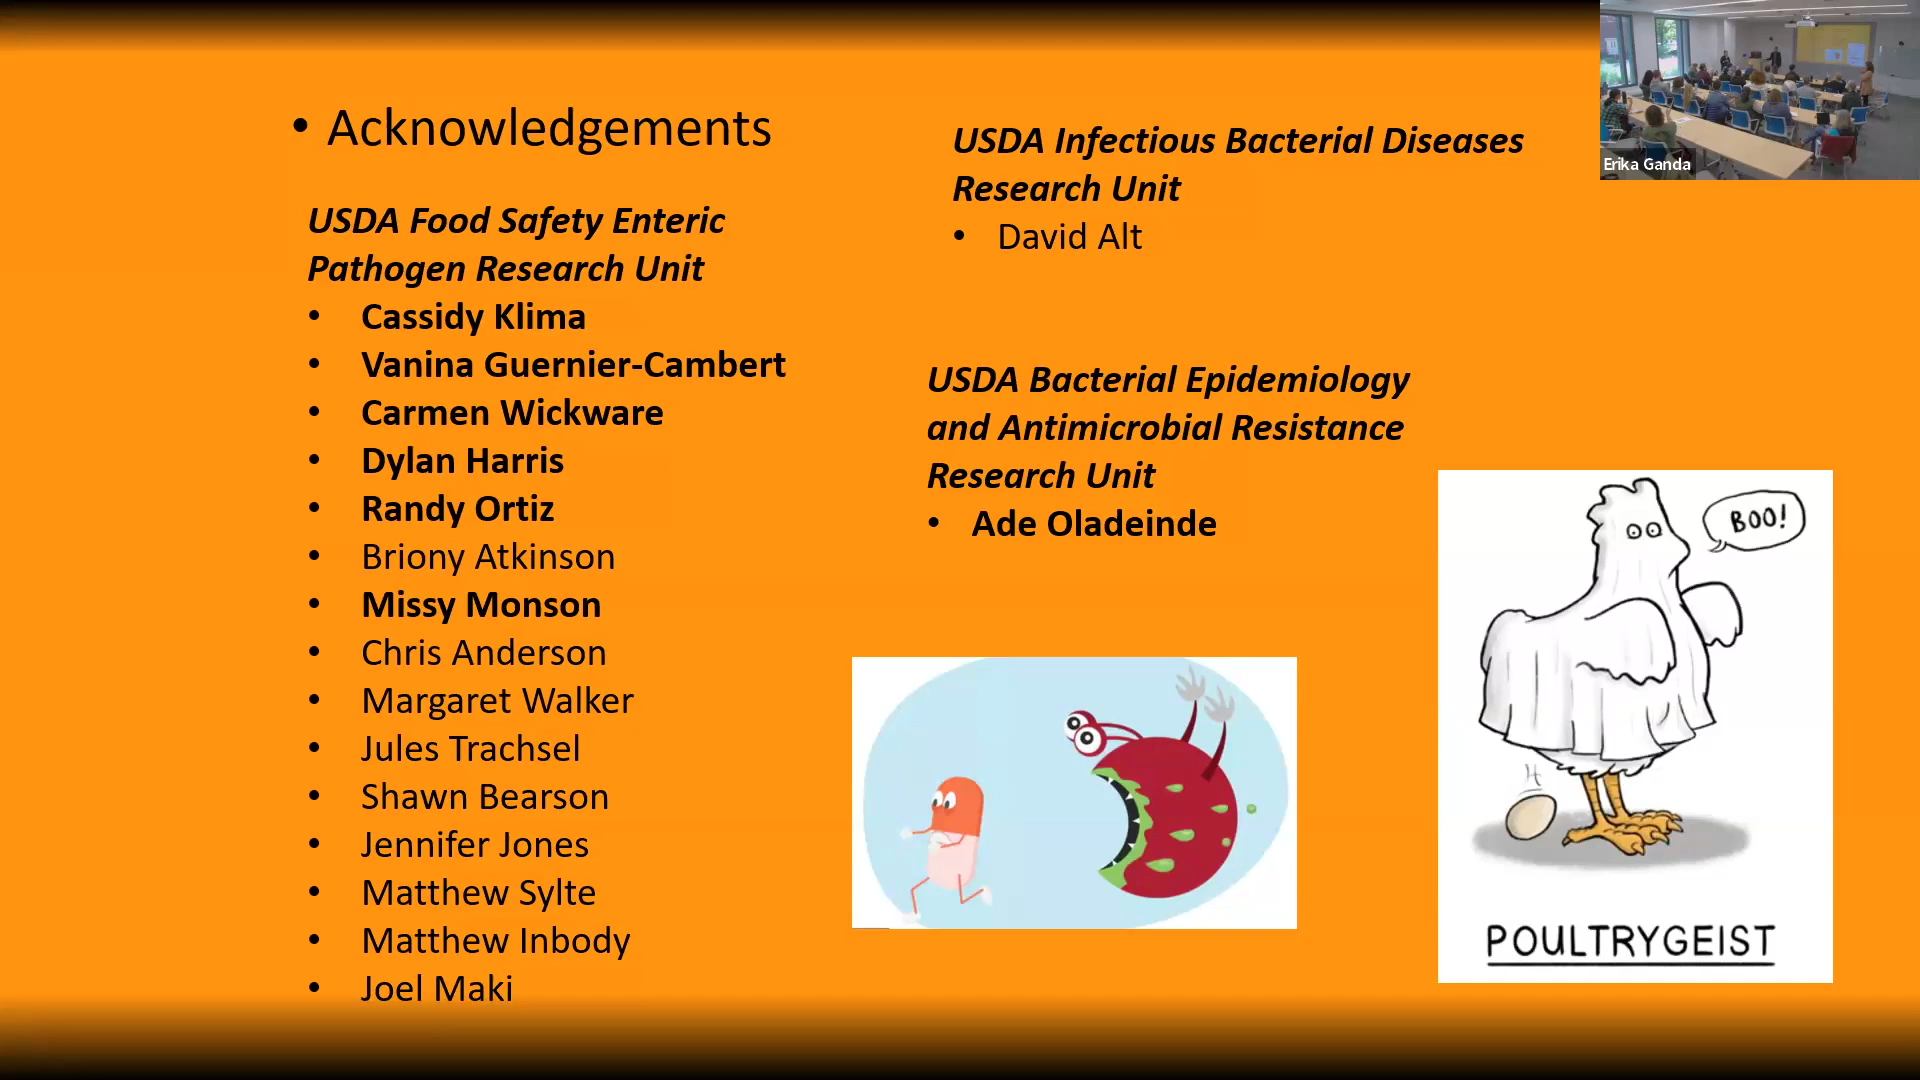 • Acknowledgements
USDA Food Safety Enteric
Pathogen Research Unit
• Cassidy Klima
• Vanina Guernier-Cambert
• Carmen Wickware
• Dylan Harris
• Randy Ortiz
• Briony Atkinson
• Missy Monson
• Chris Anderson
• Margaret Walker
• Jules Trachsel
• Shawn Bearson
• Jennifer Jones
• Matthew Sylte
• Matthew Inbody
• Joel Maki
USDA Infectious Bacterial Diseases
Research Unit
• David Alt
USDA Bacterial Epidemiology
and Antimicrobial Resistance
Research Unit
• Ade Oladeinde
BOO!
POULTRYGEIST
Erika Ganda